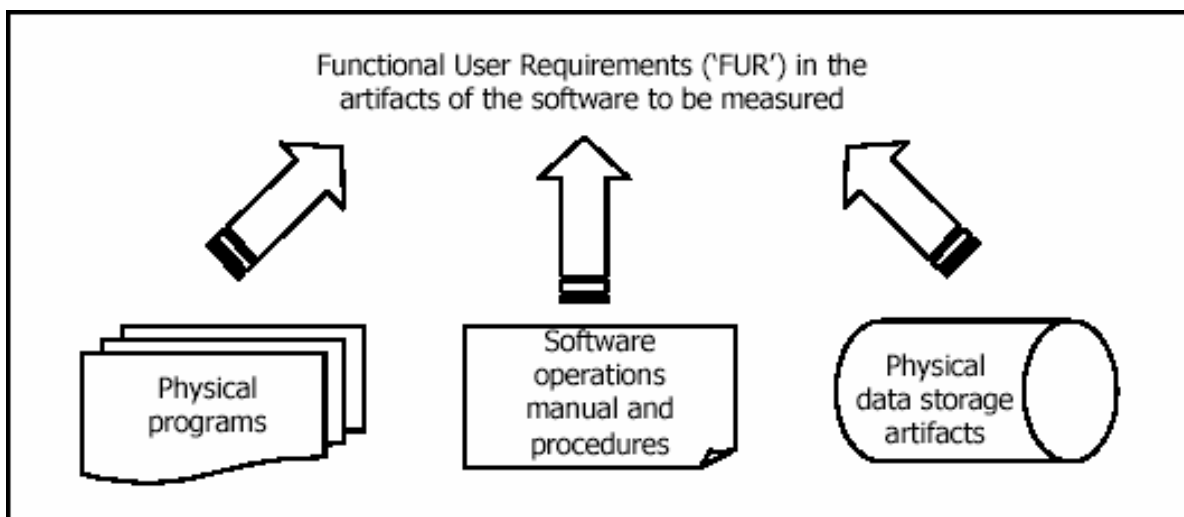 Functional User Requirements (‘FUR’) in the
artifacts of the software to be measured
Physical
programs
Software
operations
manual and
procedures
Physical
data storage
artifacts